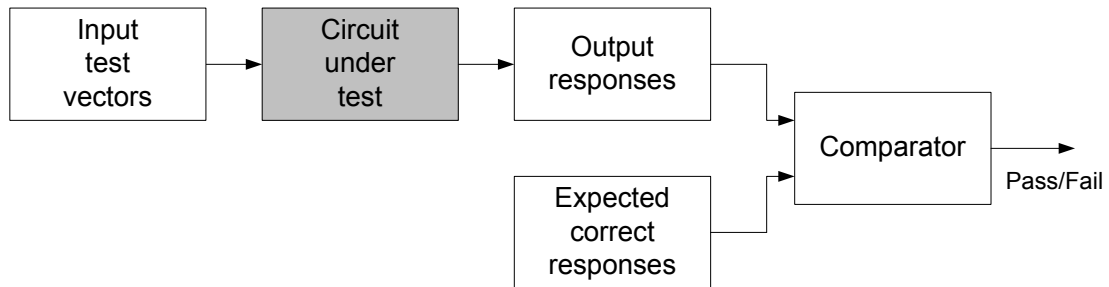 Input
test
vectors
Circuit
under
test
Output
responses
Comparator
Pass/Fail
Expected
correct
responses